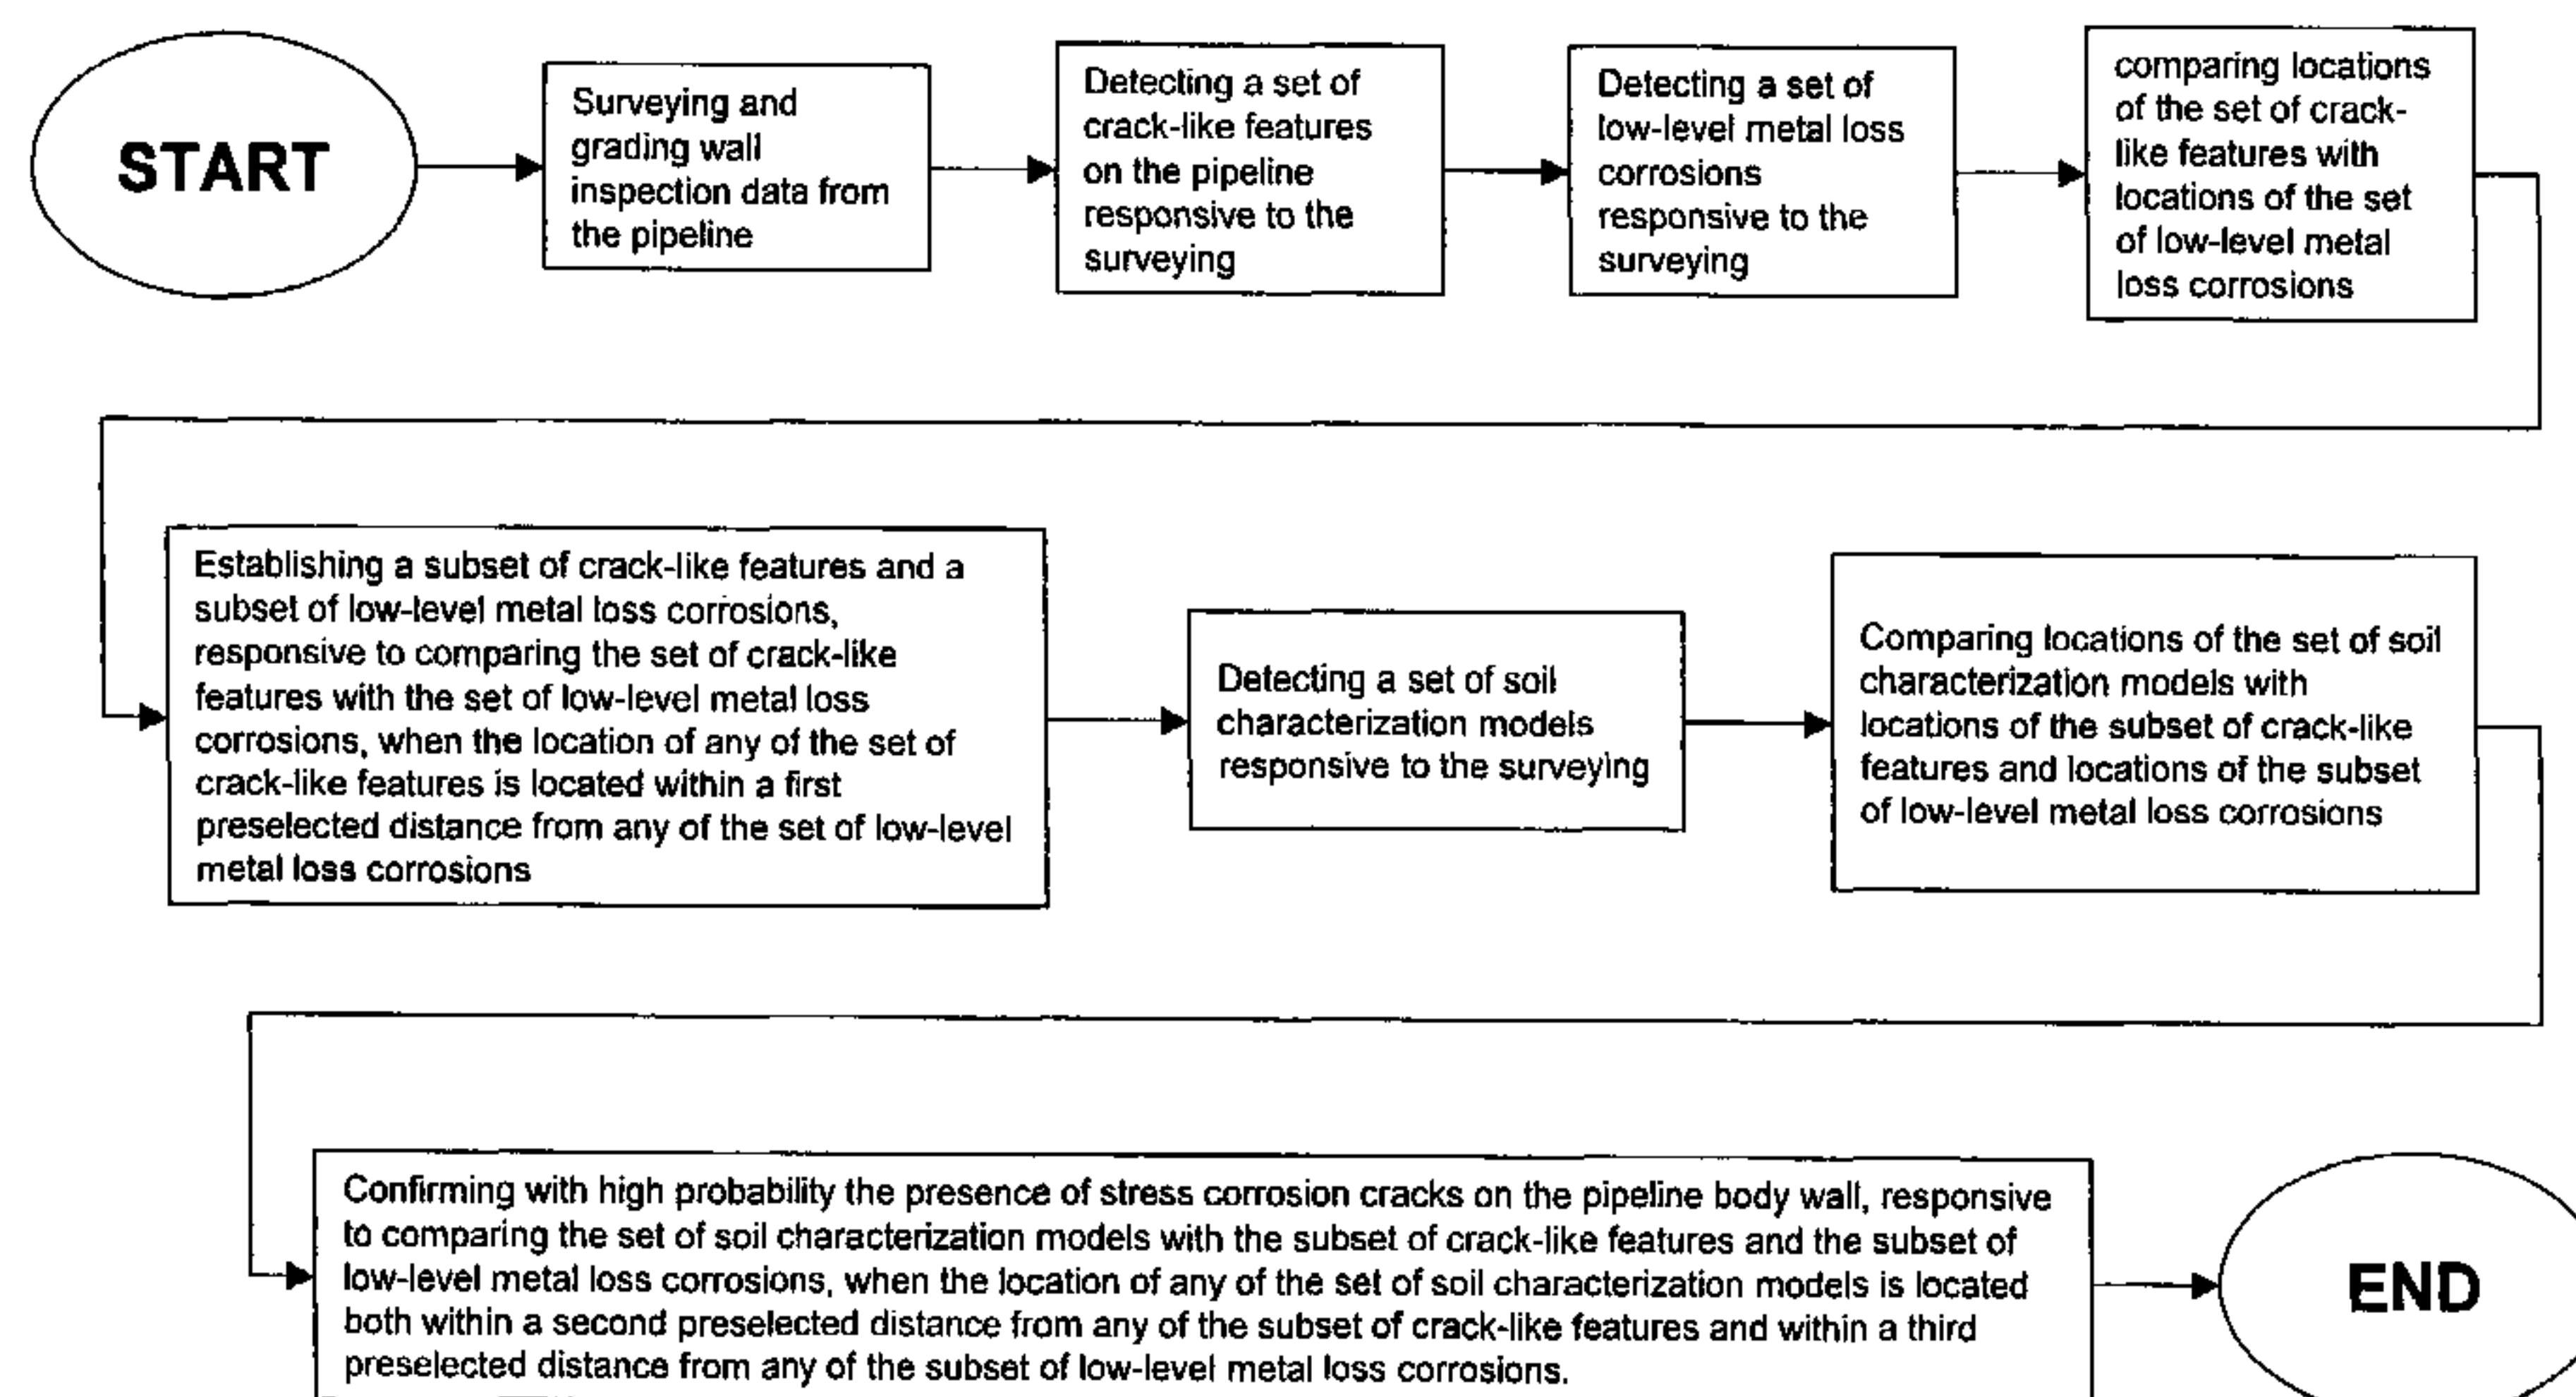 START
Surveying and
grading wall
inspection data from
the pipeline
Detecting a set of
crack-like features
on the pipeline
responsive to the
surveying
Detecting a set of
low-level metal loss
corrosions
responsive to the
surveying
comparing locations
of the set of crack-
like features with
locations of the set
of low-level metal
loss corrosions
Establishing a subset of crack-like features and a
subset of low-level metal loss corrosions,
responsive to comparing the set of crack-like
features with the set of low-level metal loss
corrosions, when the location of any of the set of
crack-like features is located within a first
preselected distance from any of the set of low-level
metal loss corrosions
Detecting a set of soil
characterization models
responsive to the surveying
Comparing locations of the set of soil
characterization models with
locations of the subset of crack-like
features and locations of the subset
of low-level metal loss corrosions
Confirming with high probability the presence of stress corrosion cracks on the pipeline body wall, responsive
to comparing the set of soil characterization models with the subset of crack-like features and the subset of
low-level metal loss corrosions, when the location of any of the set of soil characterization models is located
both within a second preselected distance from any of the subset of crack-like features and within a third
preselected distance from any of the subset of low-level metal loss corrosions.
END